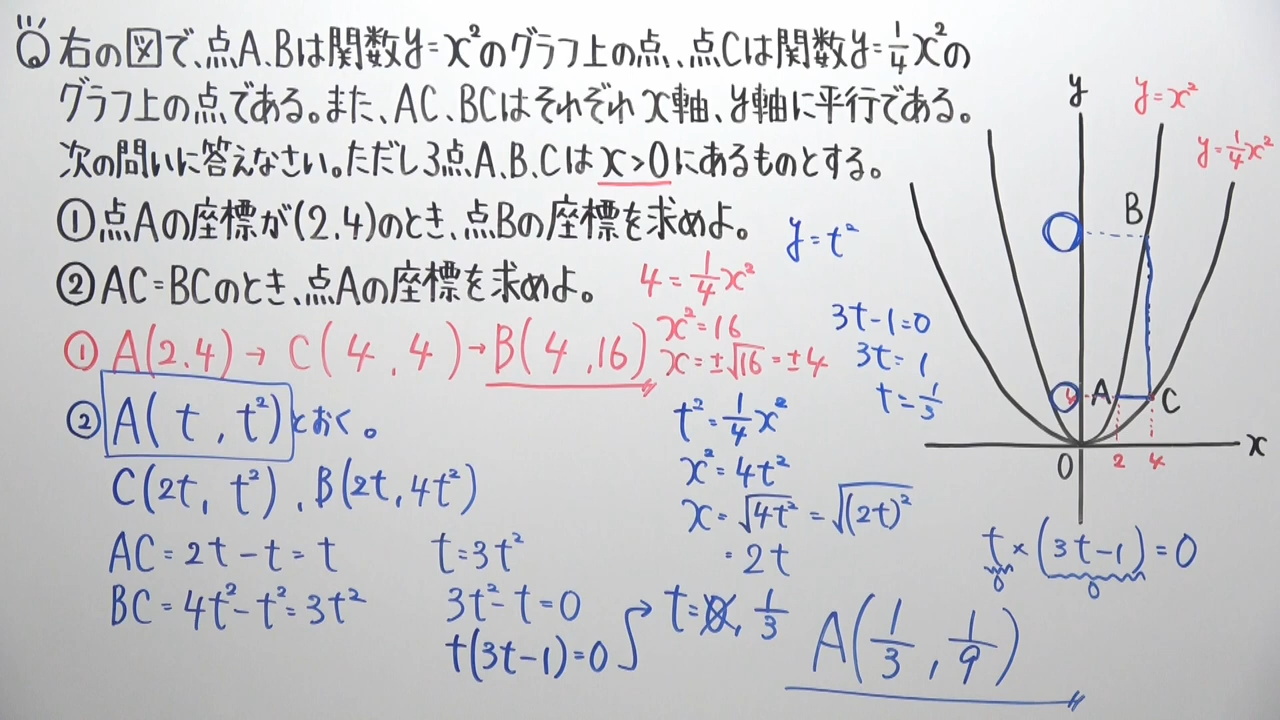 Q 右の図で、点A、Bは関数y=x²のグラフ上の点、点Cは関数y=1/4x²の
グラフ上の点である。また、AC、BCはそれぞれx軸、y軸に平行である。
次の問いに答えなさい。ただし3点A、B、Cはx>0にあるものとする。
①点Aの座標が(2,4)のとき、点Bの座標を求めよ。
②AC=BCのとき、点Aの座標を求めよ。
① A(2,4)→C(4,4)→B(4,16)
4=1/4x²
x²=16
x=±√16=±4
② A(t,t²)とおく。
C(2t,t²)、B(2t,4t²)
AC=2t-t=t
BC=4t²-t²=3t²
t=3t²
3t²-t=0
t(3t-1)=0
t=0,1/3
t²=1/4x²
x²=4t²
x=√4t²=√(2t)²
=2t
y=t²
3t-1=0
3t=1
t=1/3
t×(3t-1)=0
0
0
A(1/3,1/9)
y
y=x²
y=1/4x²
B
A
C
4
O
2
4
x